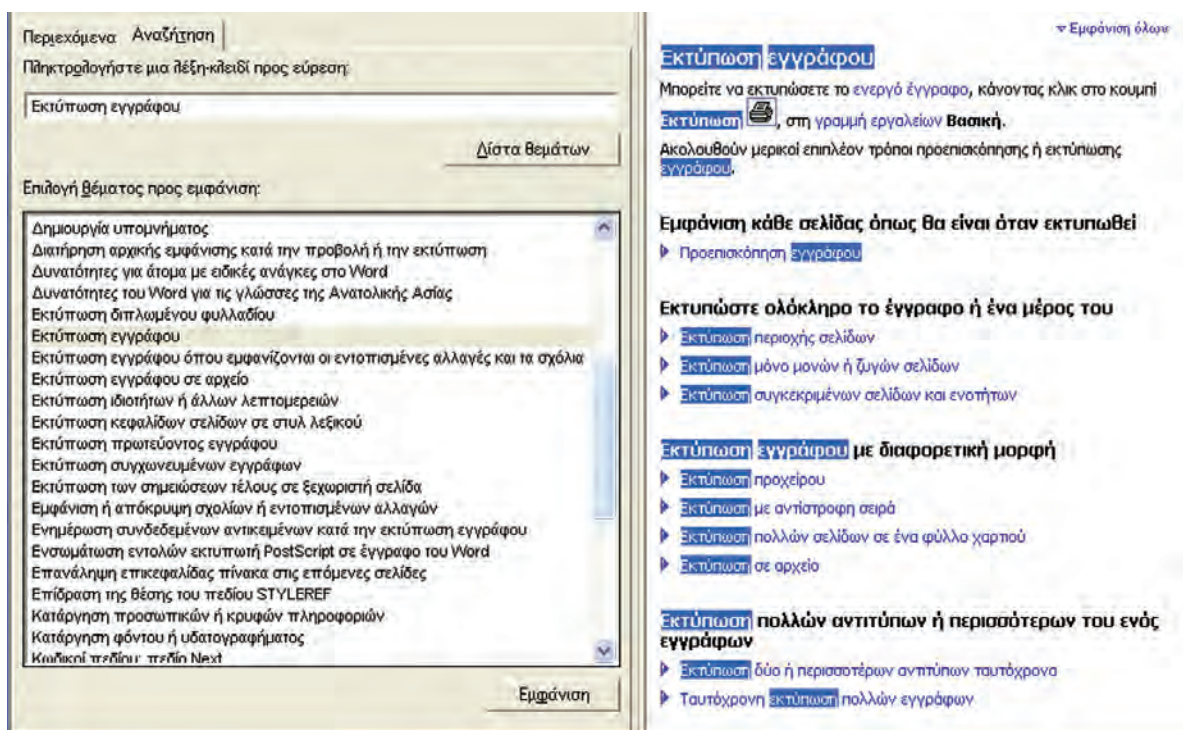 Περιεχόμενα Αναζήτηση
Πληκτρολογήστε μια λέξη-κλειδί προς εύρεση:
Εκτύπωση εγγράφου
Λίστα θεμάτων
Επιλογή θέματος προς εμφάνιση:
Δημιουργία υπομνήματος
Διατήρηση αρχικής εμφάνισης κατά την προβολή ή την εκτύπωση
Δυνατότητες για άτομα με ειδικές ανάγκες στο Word
Δυνατότητες του Word για τις γλώσσες της Ανατολικής Ασίας
Εκτύπωση διπλωμένου φυλλαδίου
Εκτύπωση εγγράφου
Εκτύπωση εγγράφου όπου εμφανίζονται οι εντοπισμένες αλλαγές και τα σχόλια
Εκτύπωση εγγράφου σε αρχείο
Εκτύπωση ιδιοτήτων ή άλλων λεπτομερειών
Εκτύπωση κεφαλίδων σελίδων σε στυλ λεξικού
Εκτύπωση πρωτεύοντος εγγράφου
Εκτύπωση συγχωνευμένων εγγράφων
Εκτύπωση των σημειώσεων τέλους σε ξεχωριστή σελίδα
Εμφάνιση ή απόκρυψη σχολίων ή εντοπισμένων αλλαγών
Ενημέρωση συνδεδεμένων αντικειμένων κατά την εκτύπωση εγγράφου
Ενσωμάτωση εντολών εκτυπωτή PostScript σε έγγραφο του Word
Επανάληψη επικεφαλίδας πίνακα στις επόμενες σελίδες
Επίδραση της θέσης του πεδίου STYLEREF
Κατάργηση προσωπικών ή κρυφών πληροφοριών
Κατάργηση φόντου ή υδατογραφήματος
Κωδικοί πεδίου: πεδίο Next
Εμφάνιση
Εμφάνιση όλων
Εκτύπωση εγγράφου
Μπορείτε να εκτυπώσετε το ενεργό έγγραφο, κάνοντας κλικ στο κουμπί
Εκτύπωση , στη γραμμή εργαλείων Βασική.
Ακολουθούν μερικοί επιπλέον τρόποι προεπισκόπησης ή εκτύπωσης
εγγράφου.
Εμφάνιση κάθε σελίδας όπως θα είναι όταν εκτυπωθεί
Προεπισκόπηση εγγράφου
Εκτυπώστε ολόκληρο το έγγραφο ή ένα μέρος του
Εκτύπωση περιοχής σελίδων
Εκτύπωση μόνο μονών ή ζυγών σελίδων
Εκτύπωση συγκεκριμένων σελίδων και ενοτήτων
Εκτύπωση εγγράφου με διαφορετική μορφή
Εκτύπωση προχείρου
Εκτύπωση με αντίστροφη σειρά
Εκτύπωση πολλών σελίδων σε ένα φύλλο χαρτιού
Εκτύπωση σε αρχείο
Εκτύπωση πολλών αντιτύπων ή περισσότερων του ενός
εγγράφων
Εκτύπωση δύο ή περισσοτέρων αντιτύπων ταυτόχρονα
Ταυτόχρονη εκτύπωση πολλών εγγράφων